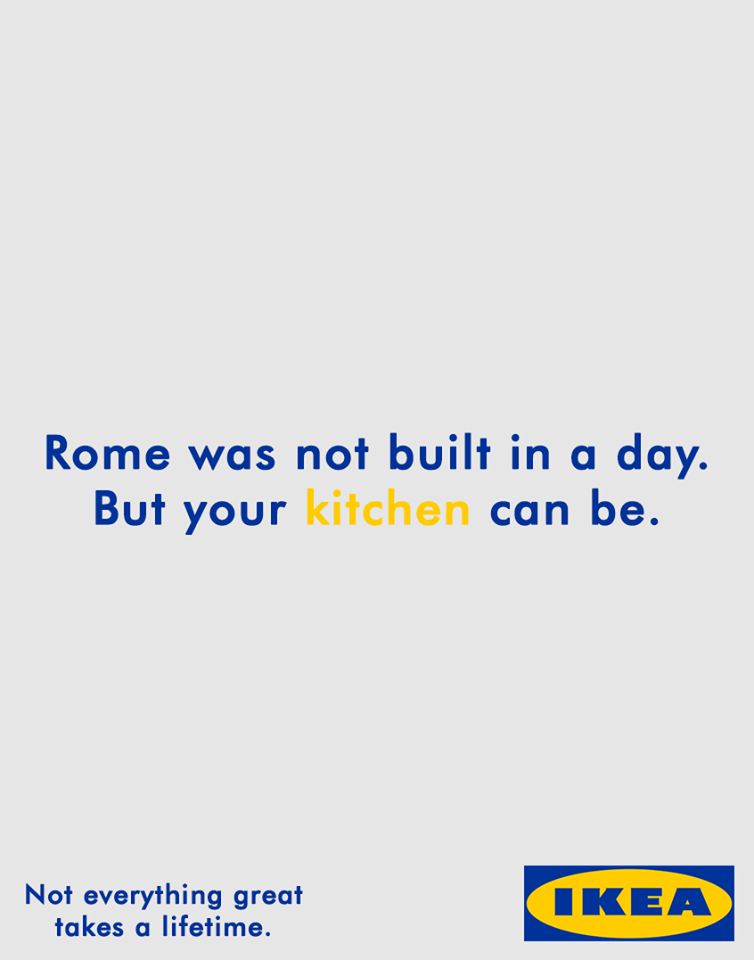 Rome was not built in a day.
But your kitchen can be.
Not everything great
takes a lifetime.
IKEA